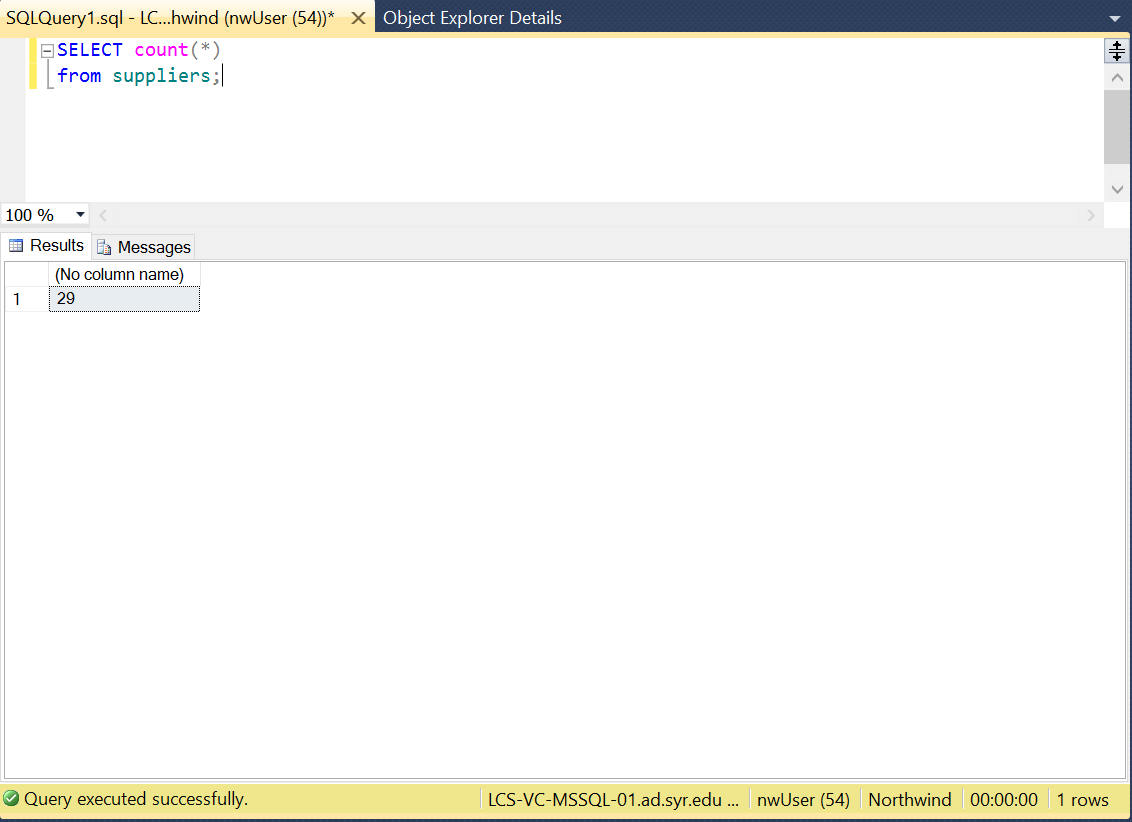 SQLQuery1.sql - LC...hwind (nwUser (54))* Object Explorer Details
SELECT count(*)
from suppliers;
100 %
Results Messages
(No column name)
1 29
Query executed successfully. LCS-VC-MSSQL-01.ad.syr.edu ... nwUser (54) Northwind 00:00:00 1 rows